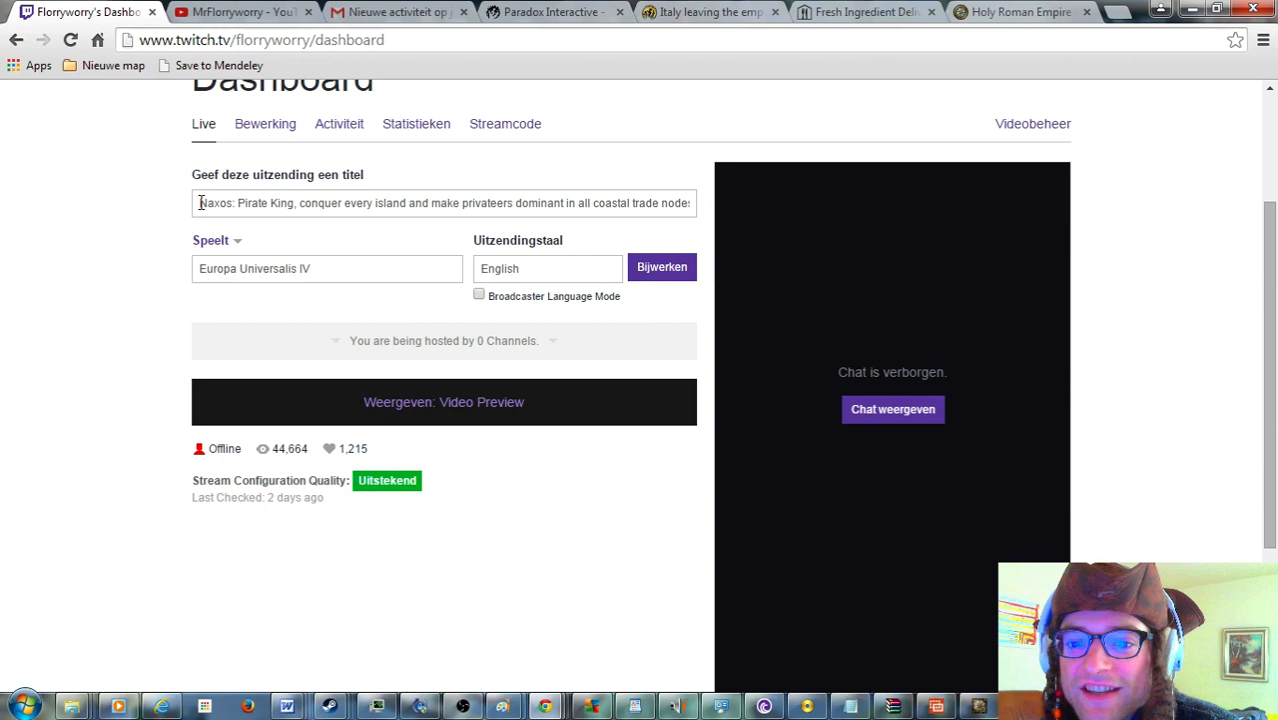 Florryworry's Dashbo
MrFlorryworry - YouT
Nieuwe activiteit op j
Paradox Interactive -
Italy leaving the emp
Fresh Ingredient Deli
Holy Roman Empire
www.twitch.tv/florryworry/dashboard
Apps Nieuwe map Save to Mendeley
Dashboard
Live Bewerking Activiteit Statistieken Streamcode Videobeheer
Geef deze uitzending een titel
Naxos: Pirate King, conquer every island and make privateers dominant in all coastal trade nodes
Speelt Uitzendingstaal
Europa Universalis IV English Bijwerken
Broadcaster Language Mode
You are being hosted by 0 Channels.
Weergeven: Video Preview
Chat is verborgen.
Chat weergeven
Offline 44,664 1,215
Stream Configuration Quality: Uitstekend
Last Checked: 2 days ago